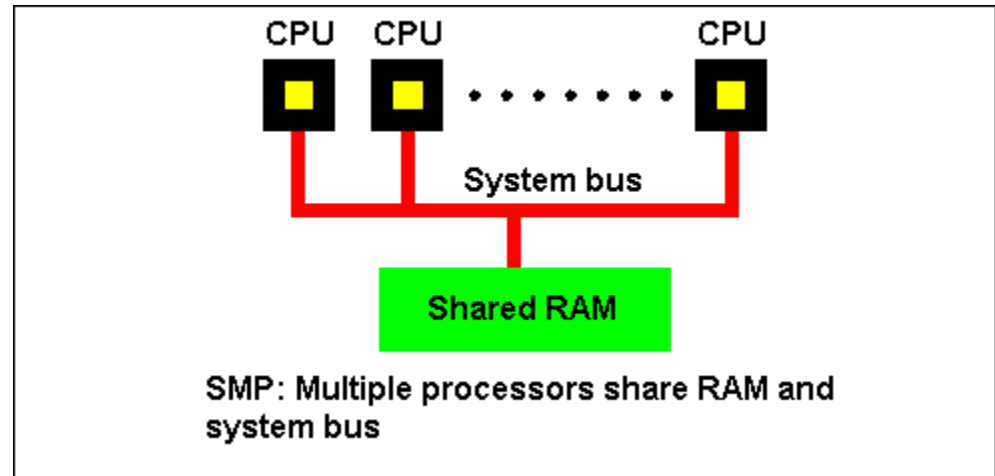 CPU CPU CPU
System bus
Shared RAM
SMP: Multiple processors share RAM and
system bus